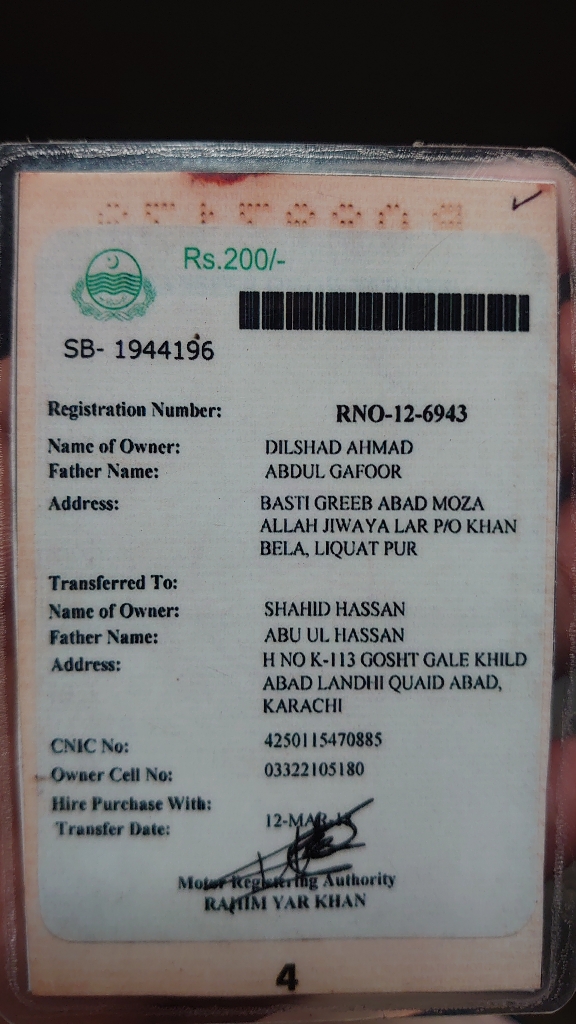 Rs.200/-
SB- 1944196
Registration Number: RNO-12-6943
Name of Owner: DILSHAD AHMAD
Father Name: ABDUL GAFOOR
Address: BASTI GREEB ABAD MOZA
ALLAH JIWAYA LAR P/O KHAN
BELA, LIQUAT PUR
Transferred To:
Name of Owner: SHAHID HASSAN
Father Name: ABU UL HASSAN
Address: H NO K-113 GOSHT GALE KHILD
ABAD LANDHI QUAID ABAD,
KARACHI
CNIC No: 4250115470885
Owner Cell No: 03322105180
Hire Purchase With:
Transfer Date: 12-MAR-
Motor Registering Authority
RAHIM YAR KHAN
4